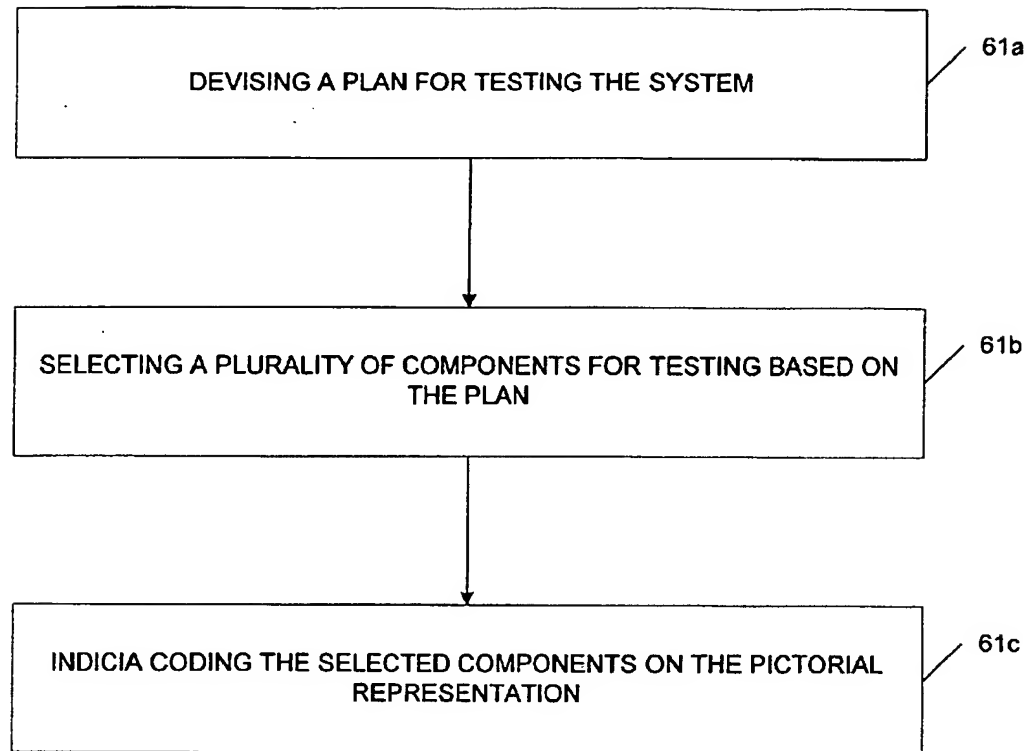 61a
DEVISING A PLAN FOR TESTING THE SYSTEM
61b
SELECTING A PLURALITY OF COMPONENTS FOR TESTING BASED ON
THE PLAN
61c
INDICIA CODING THE SELECTED COMPONENTS ON THE PICTORIAL
REPRESENTATION